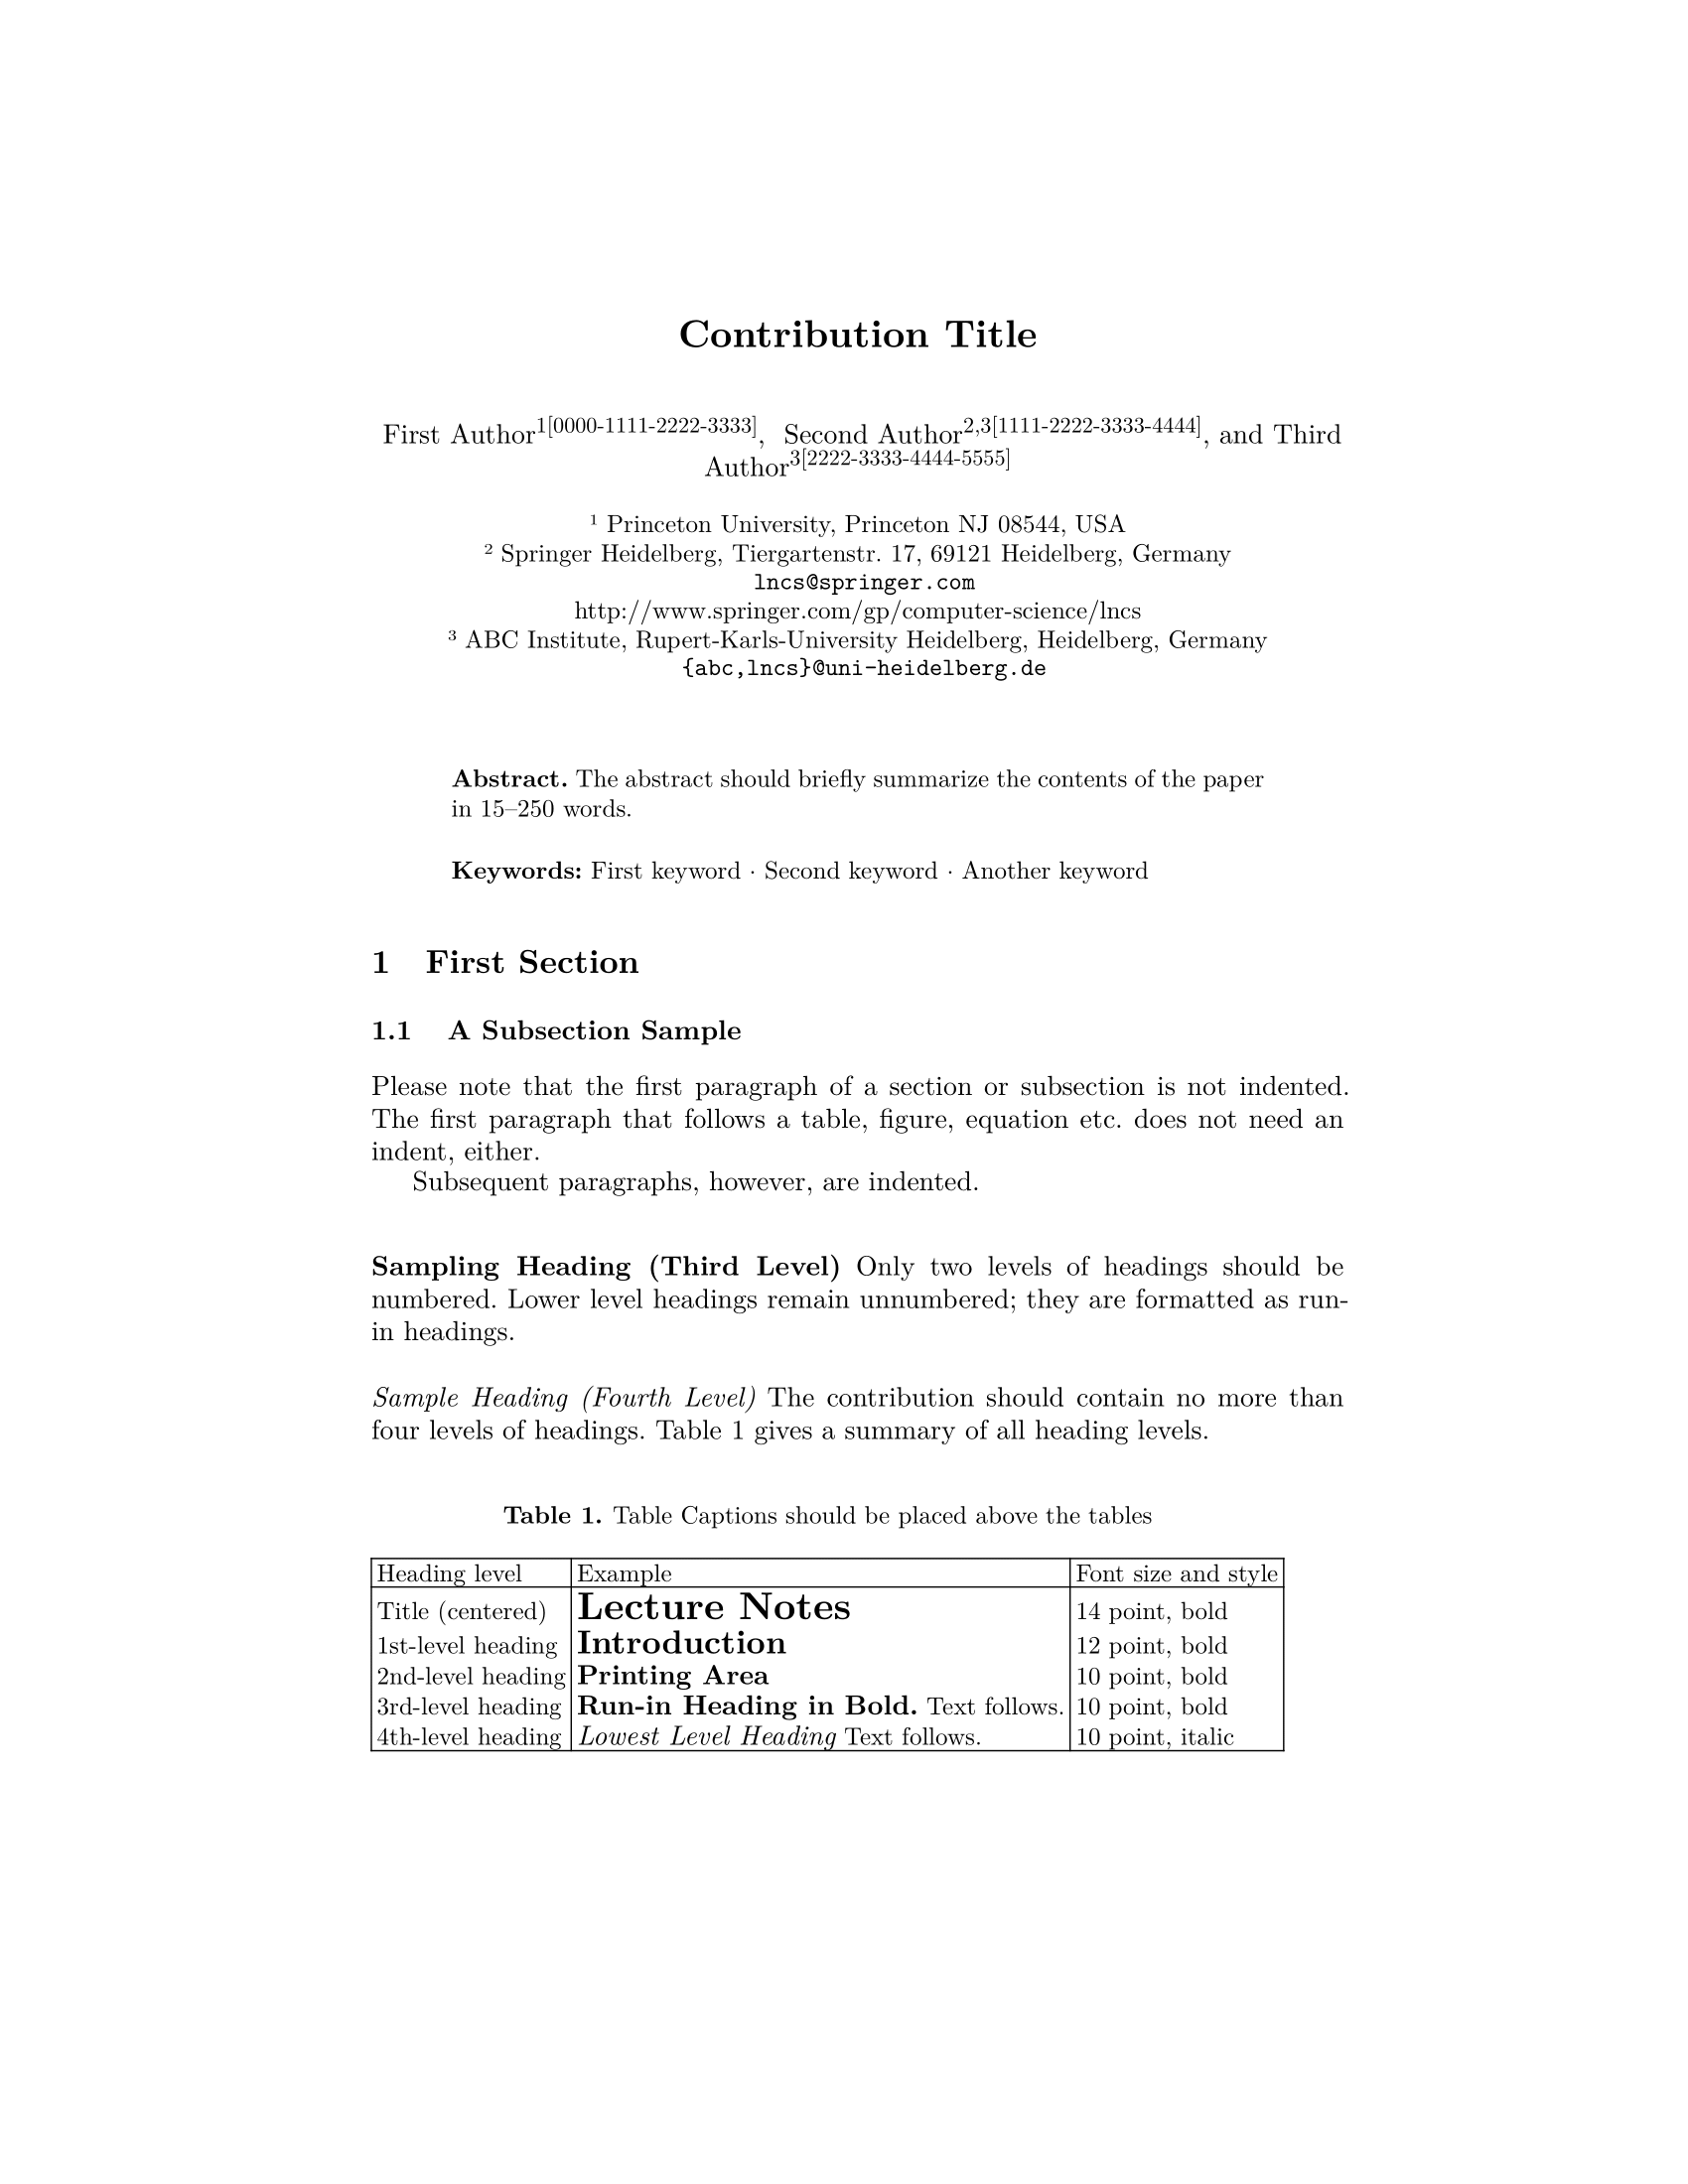 Contribution Title
First Author1[0000-1111-2222-3333], Second Author2,3[1111-2222-3333-4444], and Third
Author3[2222-3333-4444-5555]
1 Princeton University, Princeton NJ 08544, USA
2 Springer Heidelberg, Tiergartenstr. 17, 69121 Heidelberg, Germany
lncs@springer.com
http://www.springer.com/gp/computer-science/lncs
3 ABC Institute, Rupert-Karls-University Heidelberg, Heidelberg, Germany
{abc,lncs}@uni-heidelberg.de
Abstract. The abstract should briefly summarize the contents of the paper
in 15–250 words.
Keywords: First keyword · Second keyword · Another keyword
1 First Section
1.1 A Subsection Sample
Please note that the first paragraph of a section or subsection is not indented.
The first paragraph that follows a table, figure, equation etc. does not need an
indent, either.
Subsequent paragraphs, however, are indented.
Sampling Heading (Third Level) Only two levels of headings should be
numbered. Lower level headings remain unnumbered; they are formatted as run-
in headings.
Sample Heading (Fourth Level) The contribution should contain no more than
four levels of headings. Table 1 gives a summary of all heading levels.
Table 1. Table Captions should be placed above the tables
Heading level Example Font size and style
Title (centered) Lecture Notes 14 point, bold
1st-level heading Introduction 12 point, bold
2nd-level heading Printing Area 10 point, bold
3rd-level heading Run-in Heading in Bold. Text follows. 10 point, bold
4th-level heading Lowest Level Heading Text follows. 10 point, italic